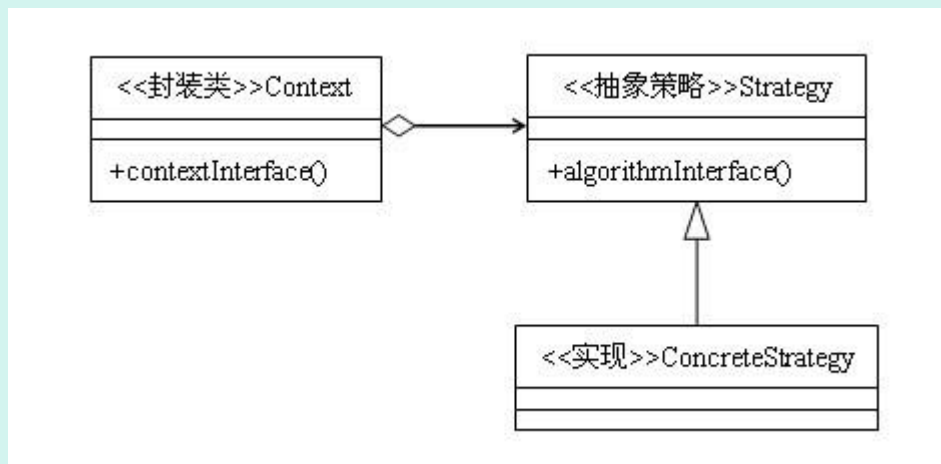 <<封装类>>Context
+contextInterface()
<<抽象策略>>Strategy
+algorithmInterface()
<<实现>>ConcreteStrategy